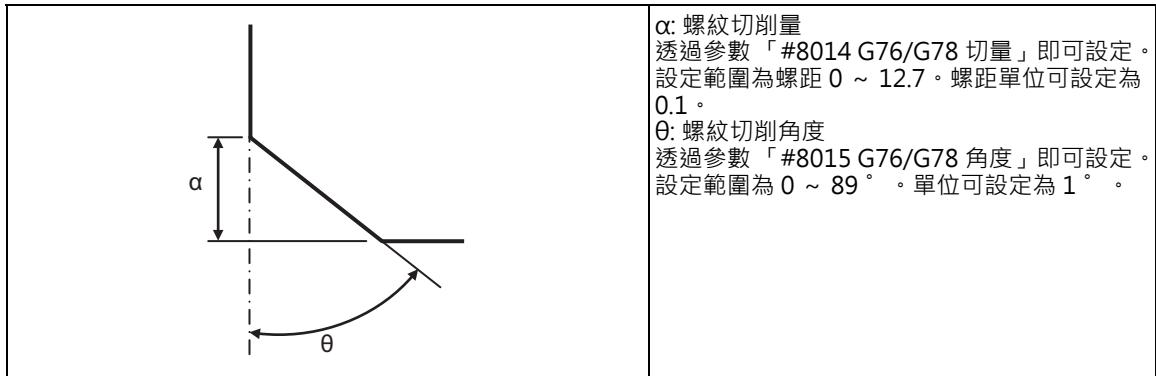 α: 螺紋切削量
透過參數「#8014 G76/G78 切量」即可設定。
設定範圍為螺距 0 ~ 12.7。螺距單位可設定為
0.1。
θ: 螺紋切削角度
透過參數「#8015 G76/G78 角度」即可設定。
設定範圍為 0 ~ 89 ゜。單位可設定為 1 ゜。
α
θ